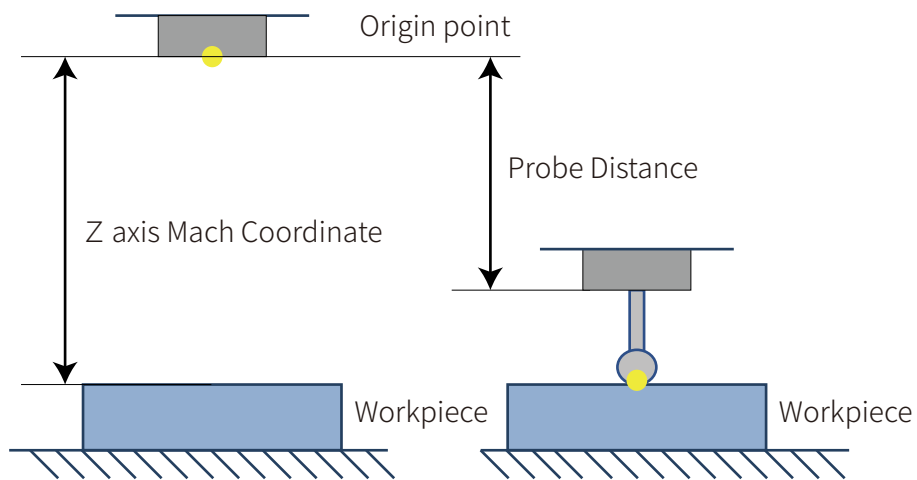 Origin point
Probe Distance
Z axis Mach Coordinate
Workpiece
Workpiece